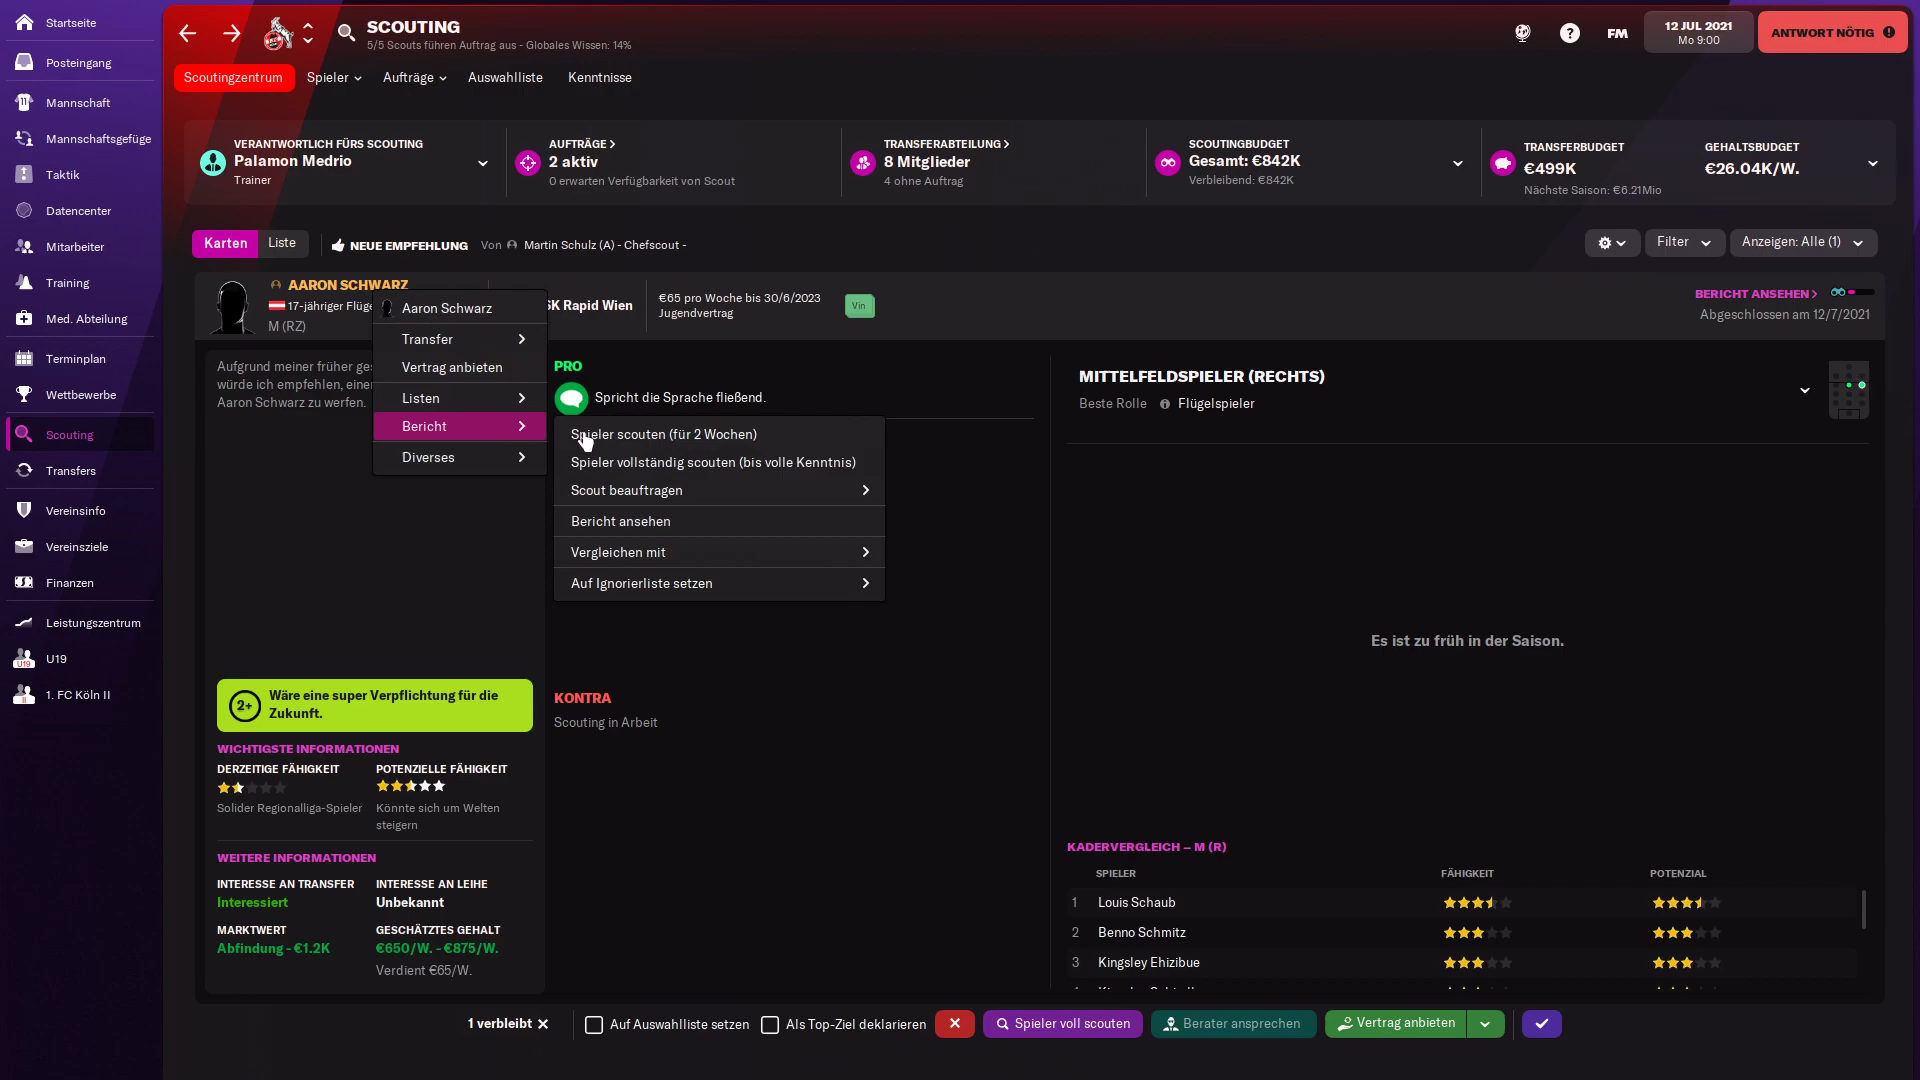 Startseite
Posteingang
Mannschaft
Mannschaftsgefüge
Taktik
Datencenter
Mitarbeiter
Training
Med. Abteilung
Terminplan
Wettbewerbe
Scouting
Transfers
Vereinsinfo
Vereinsziele
Finanzen
Leistungszentrum
U19
1. FC Köln II
SCOUTING
5/5 Scouts führen Auftrag aus - Globales Wissen: 14%
FM
12 JUL 2021
Mo 9:00
ANTWORT NÖTIG
Scoutingzentrum
Spieler
Aufträge
Auswahlliste
Kenntnisse
VERANTWORTLICH FÜRS SCOUTING
Palamon Medrio
Trainer
AUFTRÄGE
2 aktiv
0 erwarten Verfügbarkeit von Scout
TRANSFERABTEILUNG
8 Mitglieder
4 ohne Auftrag
SCOUTINGBUDGET
Gesamt: €842K
Verbleibend: €842K
TRANSFERBUDGET
€499K
Nächste Saison: €6.21Mio
GEHALTSBUDGET
€26.04K/W.
Karten
Liste
NEUE EMPFEHLUNG
Von Martin Schulz (A) - Chefscout -
Filter
Anzeigen: Alle (1)
AARON SCHWARZ
17-jähriger Flüge
M (RZ)
SK Rapid Wien
€65 pro Woche bis 30/6/2023
Jugendvertrag
Vin
BERICHT ANSEHEN
Abgeschlossen am 12/7/2021
Aufgrund meiner früher ges
würde ich empfehlen, einen
Aaron Schwarz zu werfen.
Aaron Schwarz
Transfer
Vertrag anbieten
Listen
Bericht
Diverses
PRO
Spricht die Sprache fließend.
Spieler scouten (für 2 Wochen)
Spieler vollständig scouten (bis volle Kenntnis)
Scout beauftragen
Bericht ansehen
Vergleichen mit
Auf Ignorierliste setzen
KONTRA
Scouting in Arbeit
MITTELFELDSPIELER (RECHTS)
Beste Rolle
Flügelspieler
Es ist zu früh in der Saison.
2+
Wäre eine super Verpflichtung für die
Zukunft.
WICHTIGSTE INFORMATIONEN
DERZEITIGE FÄHIGKEIT
Solider Regionalliga-Spieler
POTENZIELLE FÄHIGKEIT
Könnte sich um Welten
steigern
WEITERE INFORMATIONEN
INTERESSE AN TRANSFER
Interessiert
INTERESSE AN LEIHE
Unbekannt
MARKTWERT
Abfindung - €1.2K
GESCHÄTZTES GEHALT
€650/W. - €875/W.
Verdient €65/W.
KADERVERGLEICH – M (R)
SPIELER FÄHIGKEIT POTENZIAL
1 Louis Schaub
2 Benno Schmitz
3 Kingsley Ehizibue
1 verbleibt
Auf Auswahlliste setzen
Als Top-Ziel deklarieren
Spieler voll scouten
Berater ansprechen
Vertrag anbieten